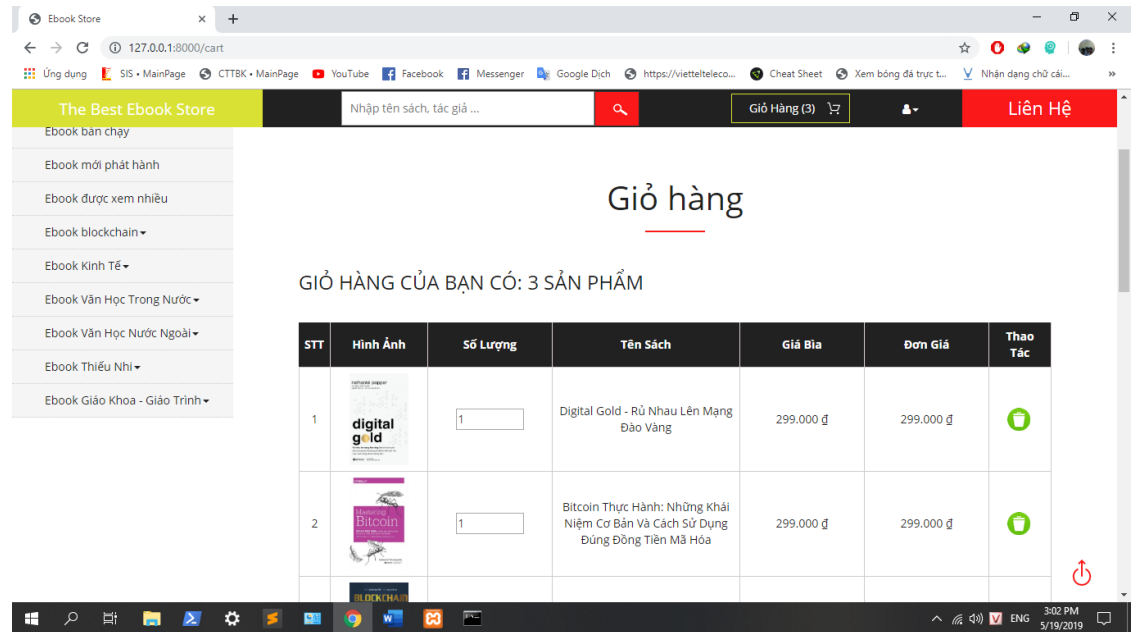 Ebook Store
127.0.0.1:8000/cart
Ứng dụng SIS • MainPage CTTBK • MainPage YouTube Facebook Messenger Google Dịch https://viettelteleco... Cheat Sheet Xem bóng đá trực t... Nhận dạng chữ cái... »
The Best Ebook Store Nhập tên sách, tác giả ... Giỏ Hàng (3) Liên Hệ
Ebook bán chạy
Ebook mới phát hành
Ebook được xem nhiều
Ebook blockchain
Ebook Kinh Tế
Ebook Văn Học Trong Nước
Ebook Văn Học Nước Ngoài
Ebook Thiếu Nhi
Ebook Giáo Khoa - Giáo Trình
Giỏ hàng
GIỎ HÀNG CỦA BẠN CÓ: 3 SẢN PHẨM
STT Hình Ảnh Số Lượng Tên Sách Giá Bìa Đơn Giá Thao Tác
1
nathaniel popper
digital
gold
1
Digital Gold - Rủ Nhau Lên Mạng
Đào Vàng
299.000 ₫
299.000 ₫
2
Mastering
Bitcoin
1
Bitcoin Thực Hành: Những Khái
Niệm Cơ Bản Và Cách Sử Dụng
Đúng Đồng Tiền Mã Hóa
299.000 ₫
299.000 ₫
BLOCKCHAIN
ENG
3:02 PM
5/19/2019